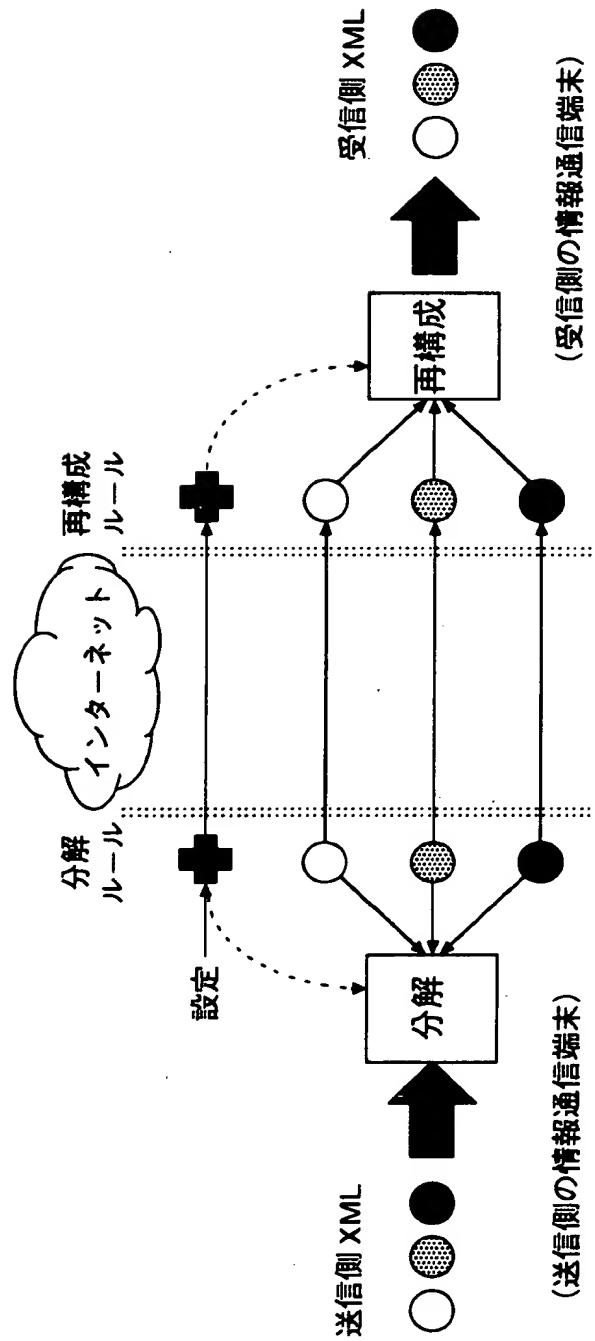 送信側 XML
(送信側の情報通信端末)
分解
設定
分解
ルール
インターネット
再構成
ルール
再構成
受信側 XML
(受信側の情報通信端末)